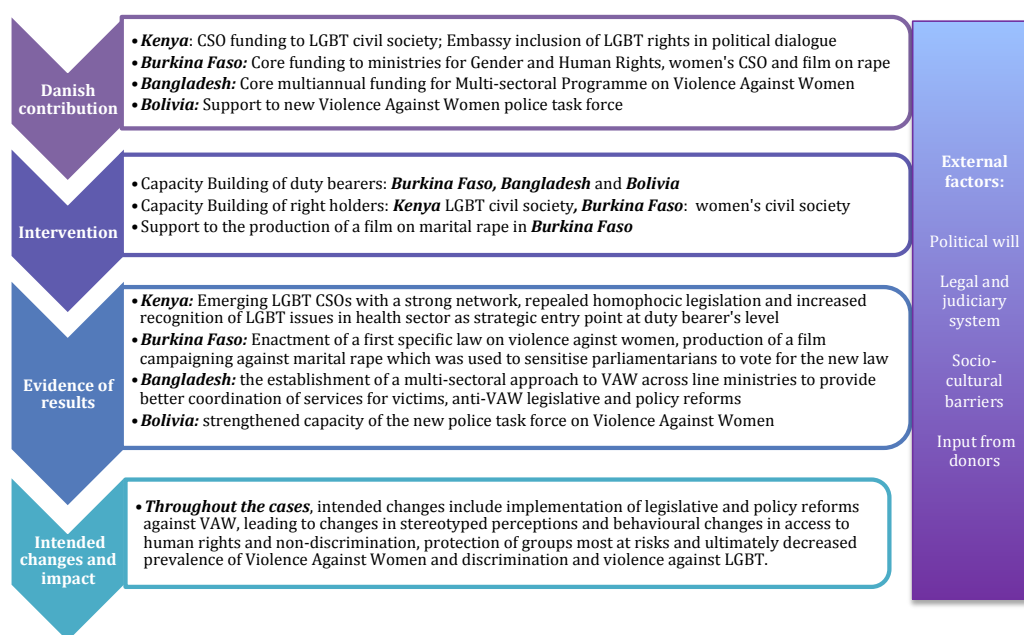 Danish
contribution
•Kenya: CSO funding to LGBT civil society; Embassy inclusion of LGBT rights in political dialogue
•Burkina Faso: Core funding to ministries for Gender and Human Rights, women's CSO and film on rape
•Bangladesh: Core multiannual funding for Multi-sectoral Programme on Violence Against Women
•Bolivia: Support to new Violence Against Women police task force
Intervention
•Capacity Building of duty bearers: Burkina Faso, Bangladesh and Bolivia
•Capacity Building of right holders: Kenya LGBT civil society, Burkina Faso: women's civil society
•Support to the production of a film on marital rape in Burkina Faso
Evidence of
results
•Kenya: Emerging LGBT CSOs with a strong network, repealed homophocic legislation and increased
recognition of LGBT issues in health sector as strategic entry point at duty bearer's level
•Burkina Faso: Enactment of a first specific law on violence aginst women, production of a film
campaigning against marital rape which was used to sensitise parliamentarians to vote for the new law
•Bangladesh: the establishment of a multi-sectoral approach to VAW across line ministries to provide
better coordination of services for victims, anti-VAW legislative and policy reforms
•Bolivia: strengthened capacity of the new police task force on Violence Against Women
Intended
changes and
impact
•Throughout the cases, intended changes include implementation of legislative and policy reforms
against VAW, leading to changes in stereotyped perceptions and behavioural changes in access to
human rights and non-discrimination, protection of groups most at risks and ultimately decreased
prevalence of Violence Against Women and discrimination and violence against LGBT.
External
factors:
Political will
Legal and
judiciary
system
Socio-
cultural
barriers
Input from
donors